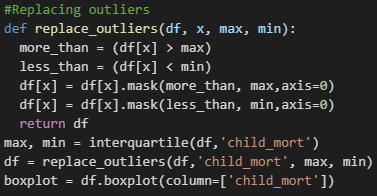 #Replacing outliers
def replace_outliers(df, x, max, min):
  more_than = (df[x] > max)
  less_than = (df[x] < min)
  df[x] = df[x].mask(more_than, max,axis=0)
  df[x] = df[x].mask(less_than, min,axis=0)
  return df
max, min = interquartile(df,'child_mort')
df = replace_outliers(df,'child_mort', max, min)
boxplot = df.boxplot(column=['child_mort'])